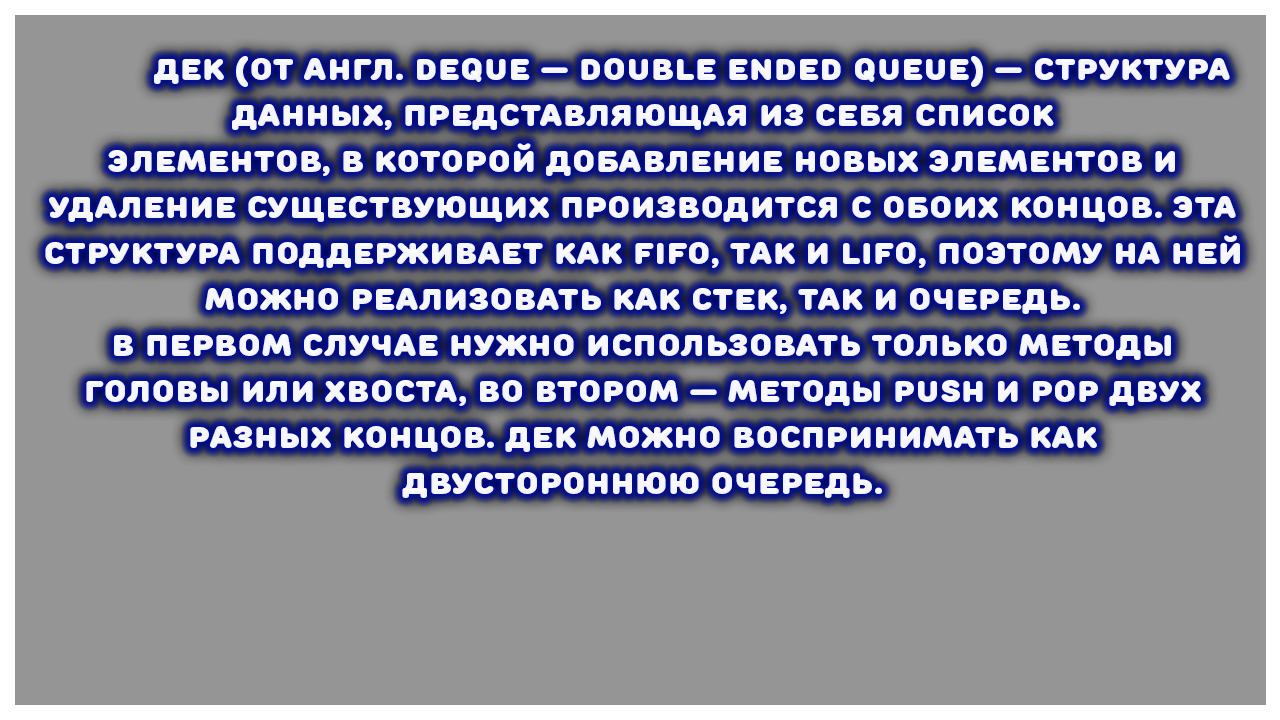 ДЕК (ОТ АНГЛ. DEQUE — DOUBLE ENDED QUEUE) — СТРУКТУРА
ДАННЫХ, ПРЕДСТАВЛЯЮЩАЯ ИЗ СЕБЯ СПИСОК
ЭЛЕМЕНТОВ, В КОТОРОЙ ДОБАВЛЕНИЕ НОВЫХ ЭЛЕМЕНТОВ И
УДАЛЕНИЕ СУЩЕСТВУЮЩИХ ПРОИЗВОДИТСЯ С ОБОИХ КОНЦОВ. ЭТА
СТРУКТУРА ПОДДЕРЖИВАЕТ КАК FIFO, ТАК И LIFO, ПОЭТОМУ НА НЕЙ
МОЖНО РЕАЛИЗОВАТЬ КАК СТЕК, ТАК И ОЧЕРЕДЬ.
В ПЕРВОМ СЛУЧАЕ НУЖНО ИСПОЛЬЗОВАТЬ ТОЛЬКО МЕТОДЫ
ГОЛОВЫ ИЛИ ХВОСТА, ВО ВТОРОМ — МЕТОДЫ PUSH И POP ДВУХ
РАЗНЫХ КОНЦОВ. ДЕК МОЖНО ВОСПРИНИМАТЬ КАК
ДВУСТОРОННЮЮ ОЧЕРЕДЬ.